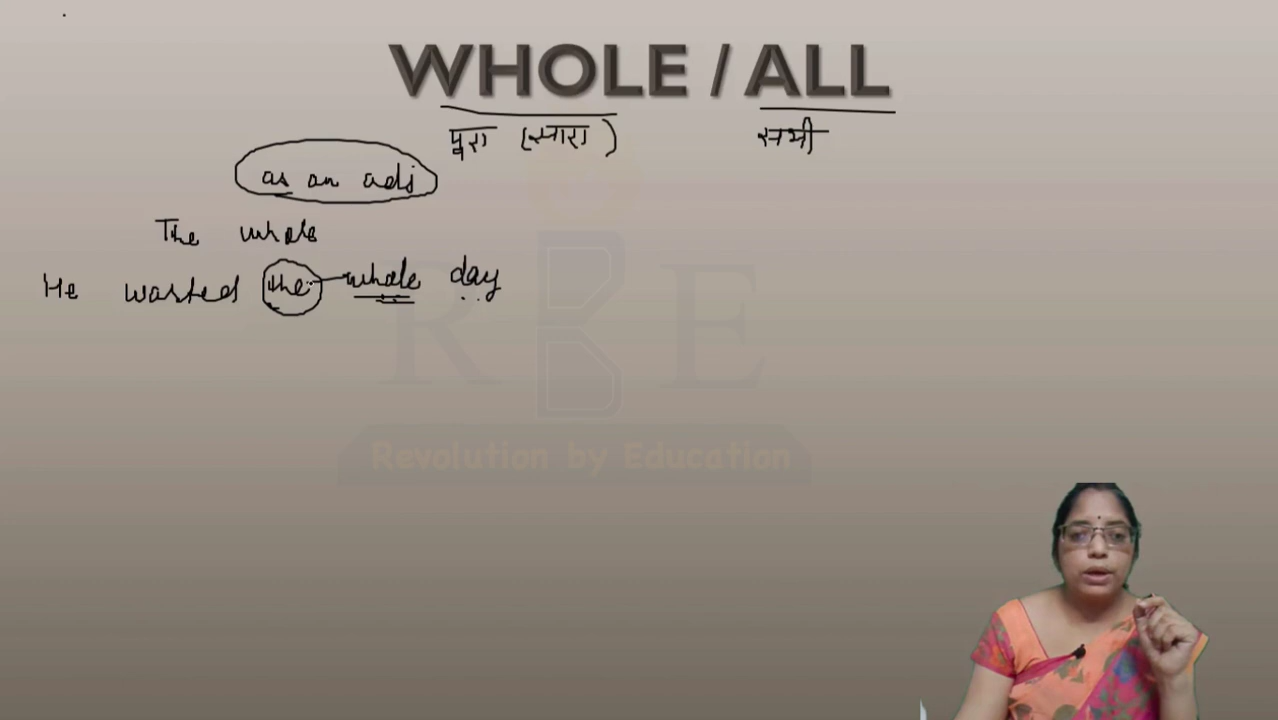 WHOLE / ALL
पूरा (सारा) सभी
as an adj
The whole
He wasted the whole day
R B E
Revolution by Education